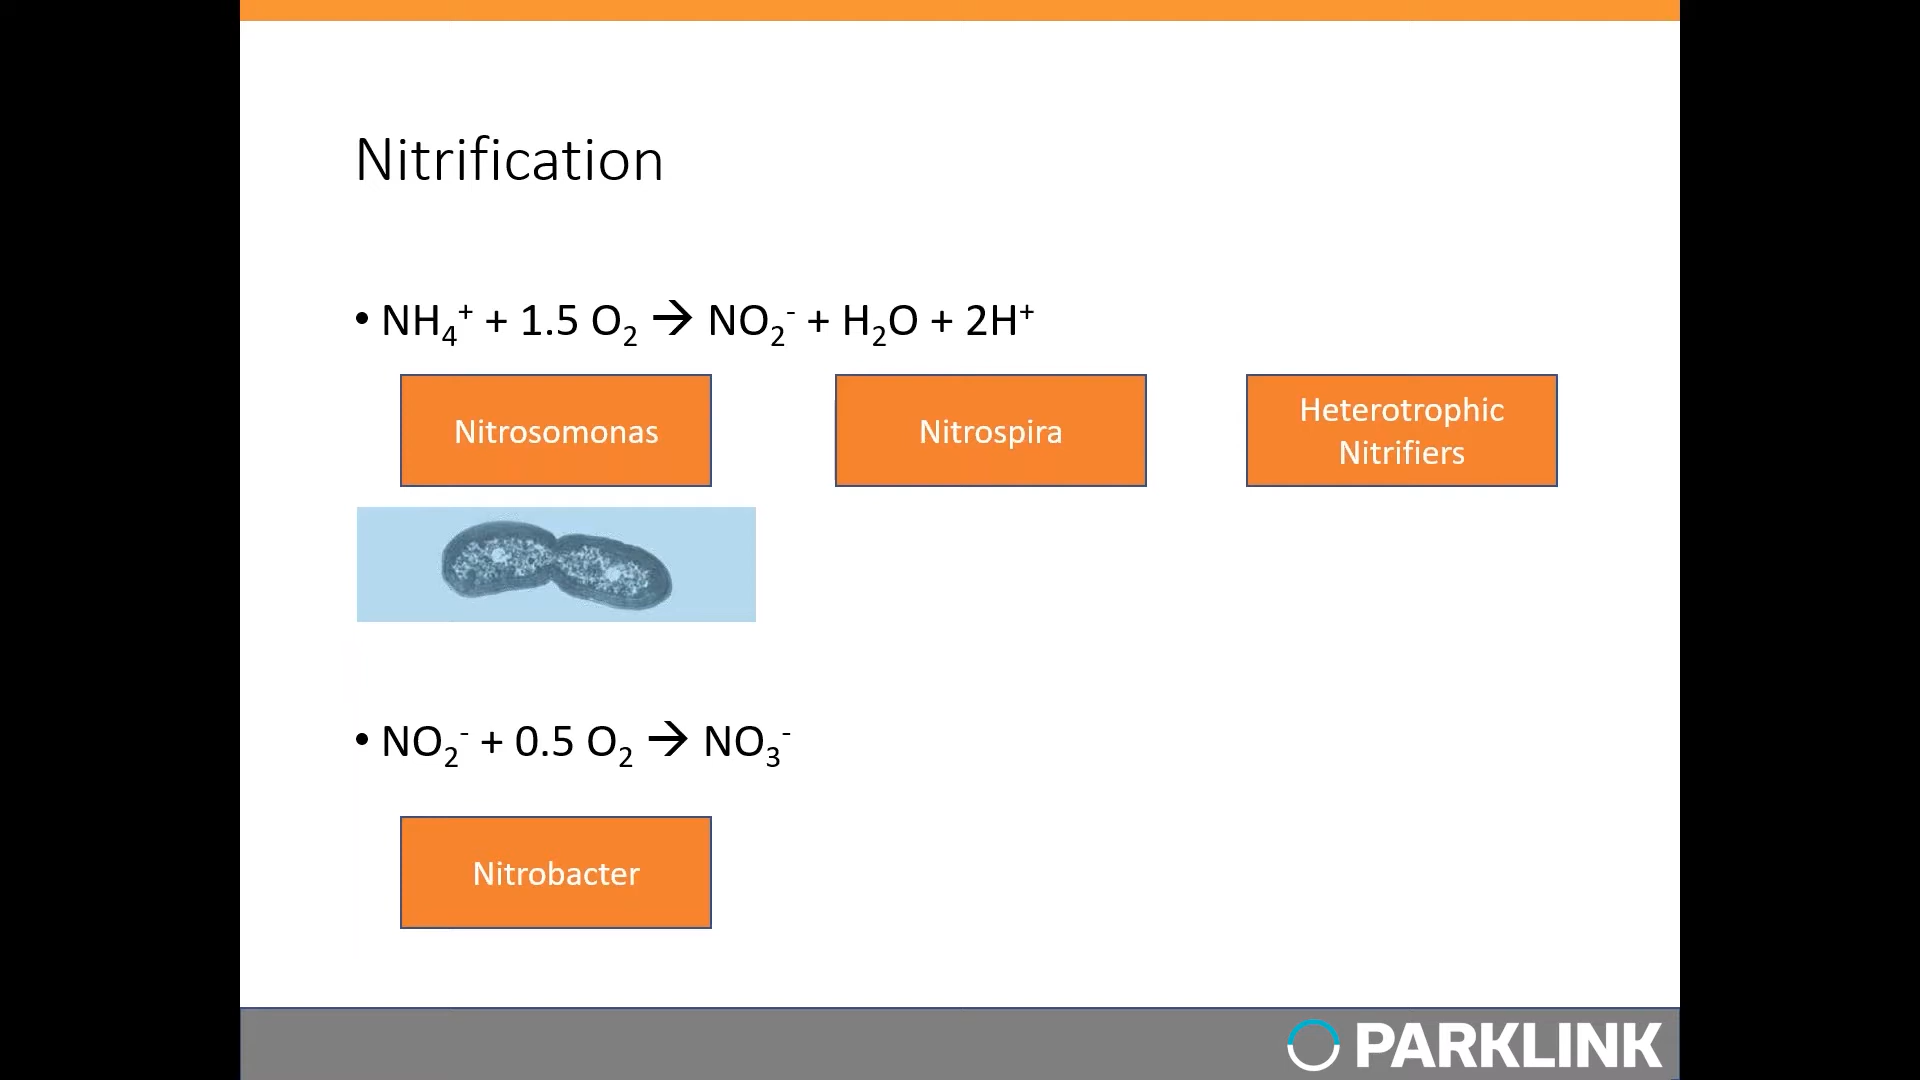 Nitrification
• NH₄⁺ + 1.5 O₂ → NO₂⁻ + H₂O + 2H⁺
Nitrosomonas
Nitrospira
Heterotrophic
Nitrifiers
• NO₂⁻ + 0.5 O₂ → NO₃⁻
Nitrobacter
PARKLINK